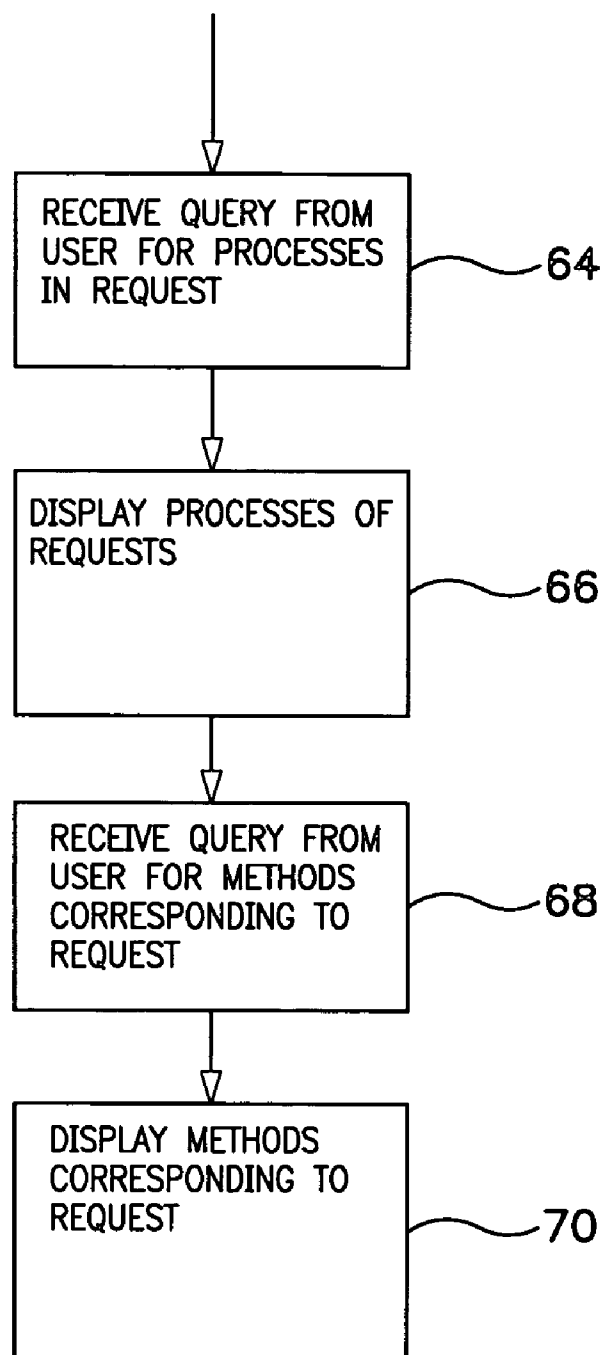 RECEIVE QUERY FROM
USER FOR PROCESSES
IN REQUEST
64
DISPLAY PROCESSES OF
REQUESTS
66
RECEIVE QUERY FROM
USER FOR METHODS
CORRESPONDING TO
REQUEST
68
DISPLAY METHODS
CORRESPONDING TO
REQUEST
70